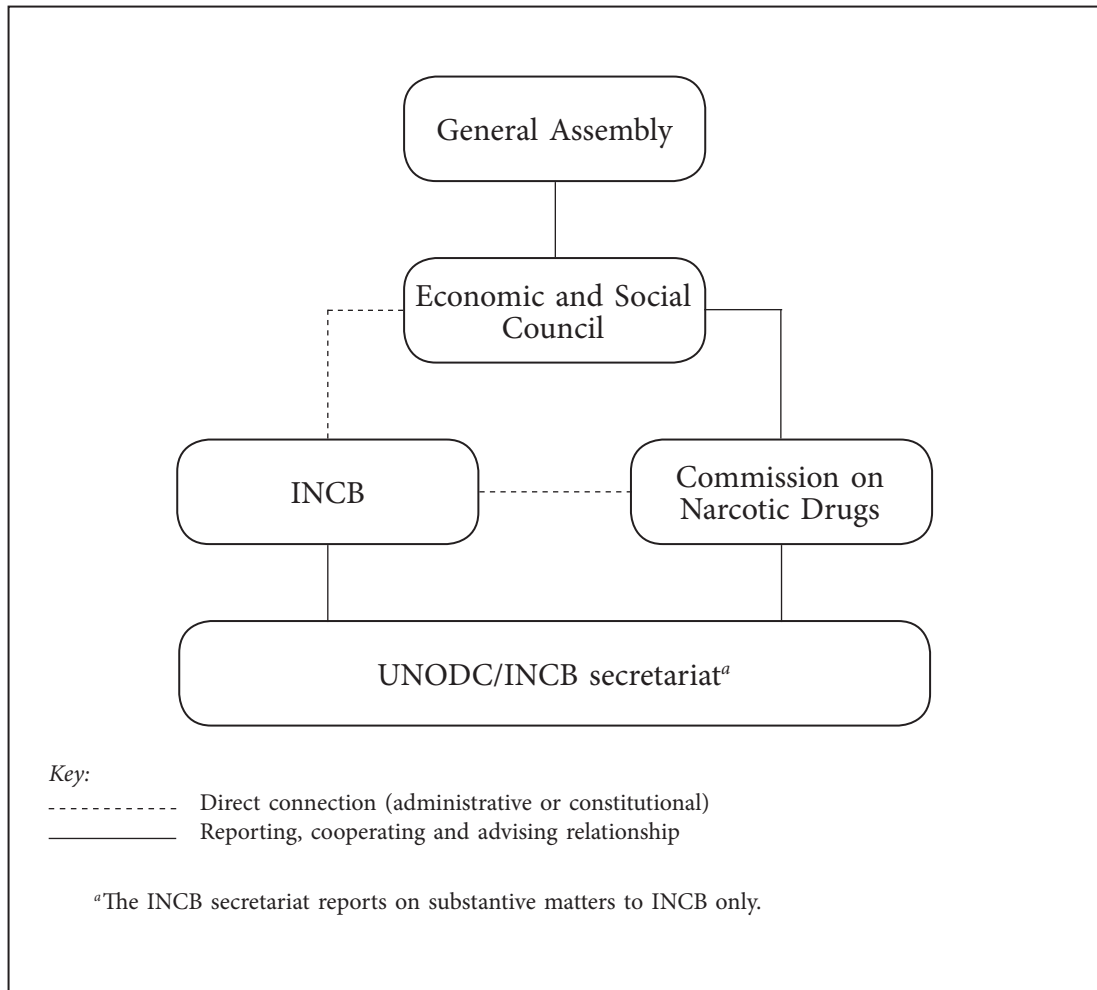 General Assembly
Economic and Social
Council
INCB
Commission on
Narcotic Drugs
UNODC/INCB secretariatᵃ
Key:
Direct connection (administrative or constitutional)
Reporting, cooperating and advising relationship
ᵃThe INCB secretariat reports on substantive matters to INCB only.